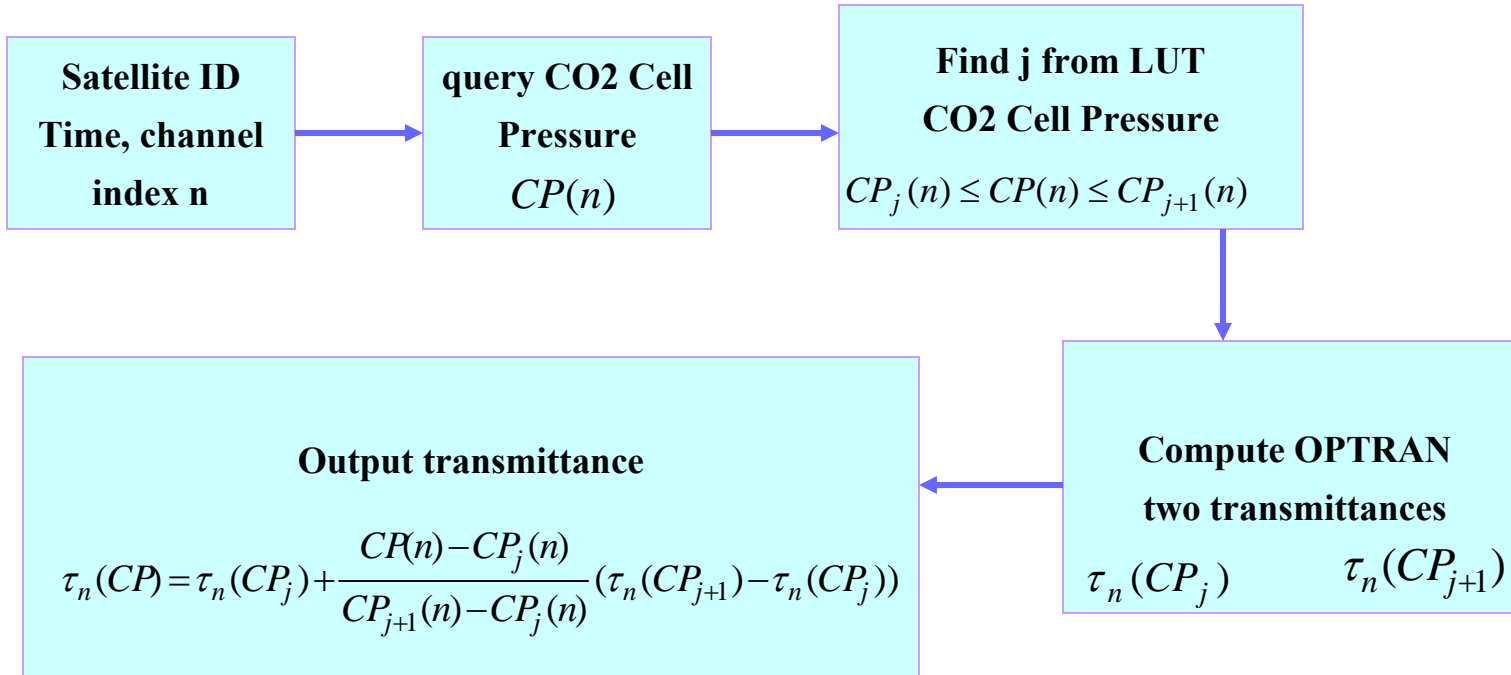 Satellite ID
Time, channel
index n
query CO2 Cell
Pressure
CP(n)
Find j from LUT
CO2 Cell Pressure
CP_j(n) ≤ CP(n) ≤ CP_{j+1}(n)
Compute OPTRAN
two transmittances
τ_n(CP_j) τ_n(CP_{j+1})
Output transmittance
τ_n(CP) = τ_n(CP_j) + \frac{CP(n) − CP_j(n)}{CP_{j+1}(n) − CP_j(n)} (τ_n(CP_{j+1}) − τ_n(CP_j))